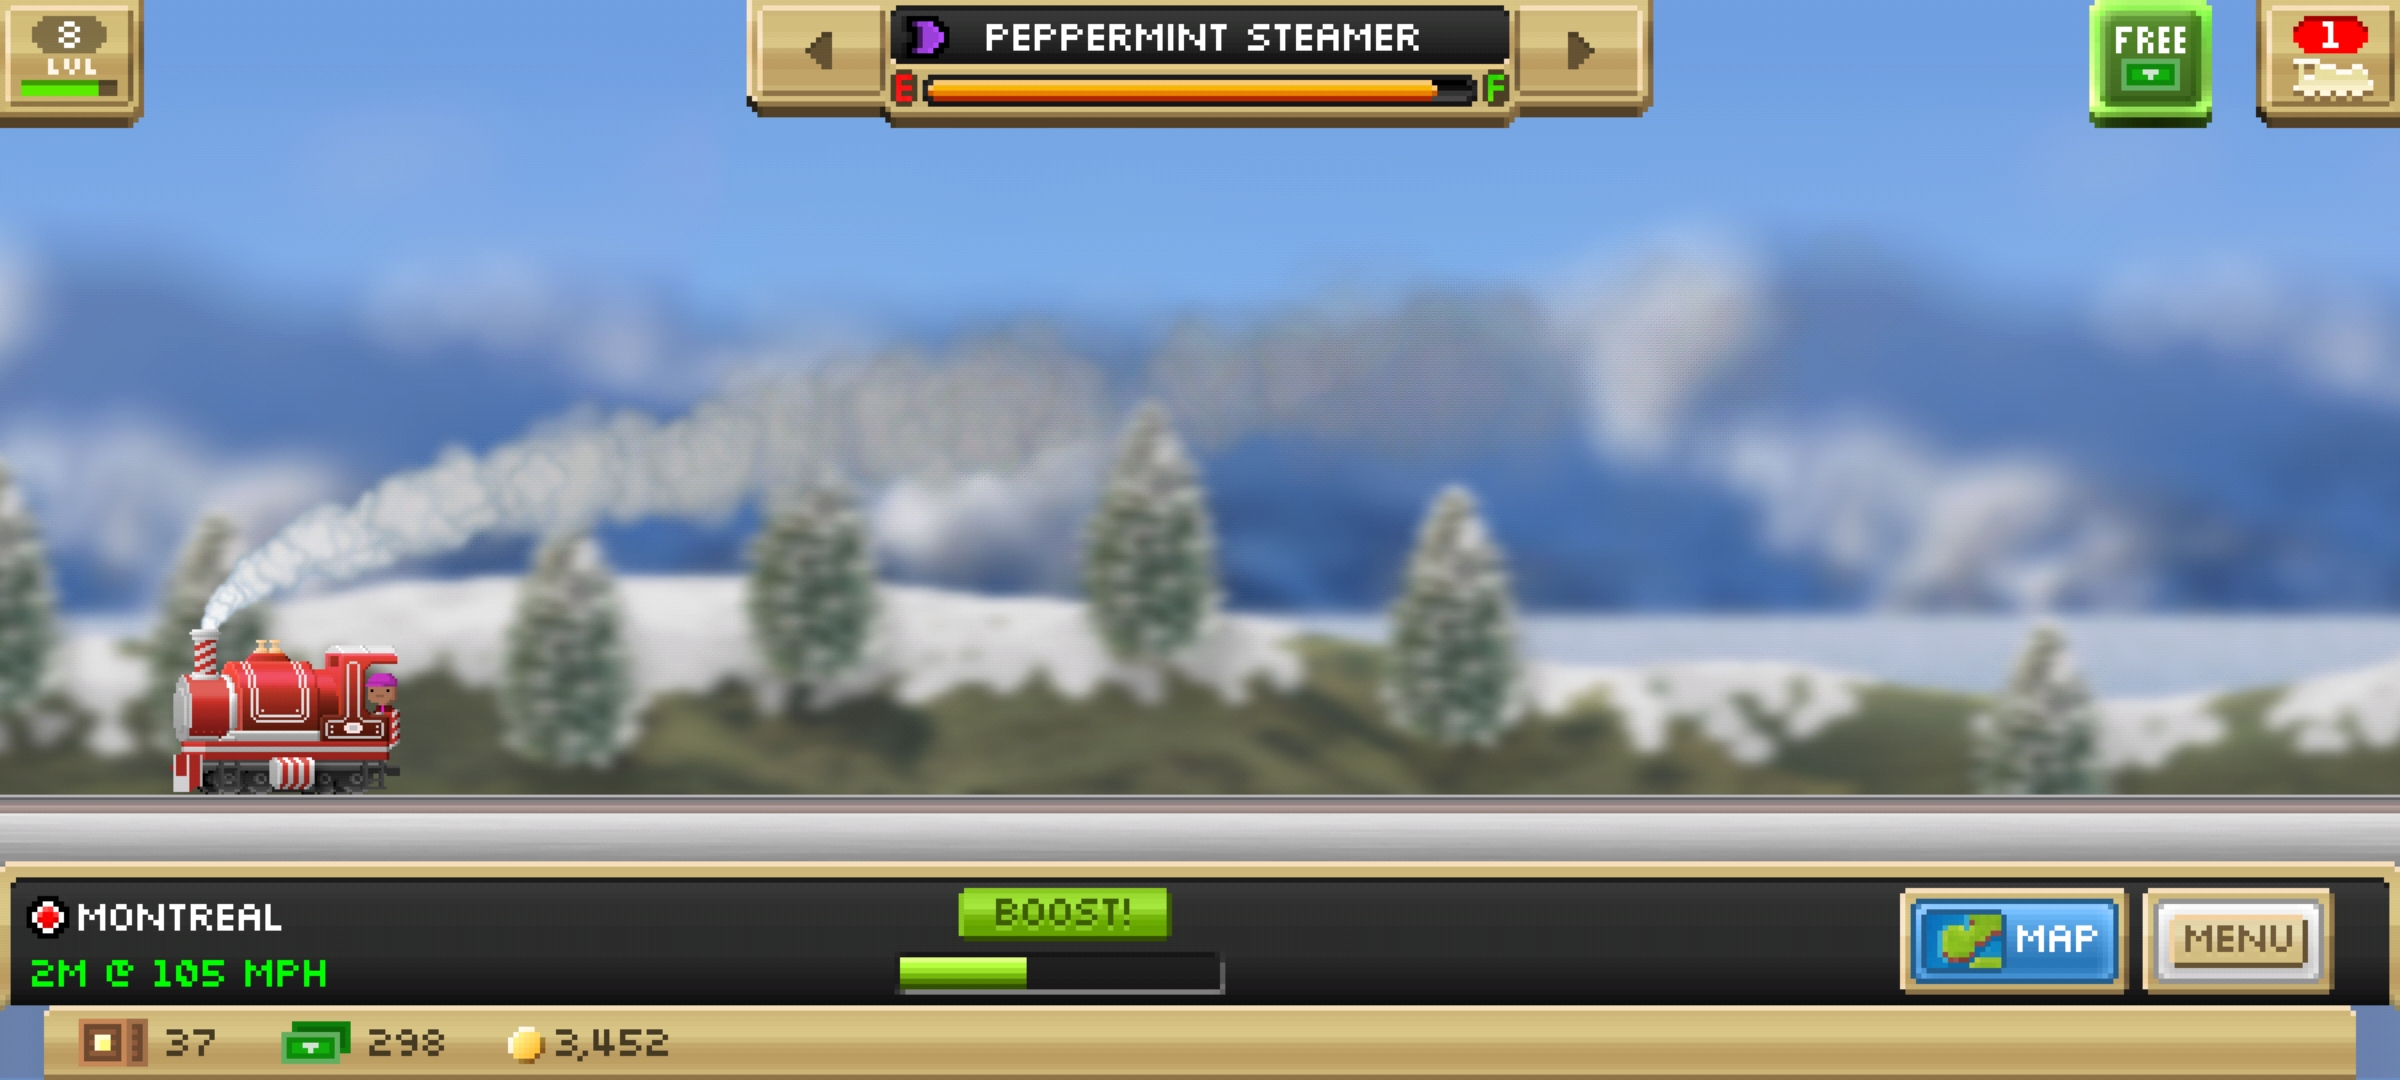 8
LVL
PEPPERMINT STEAMER
E F
FREE
1
MONTREAL
2M @ 105 MPH
BOOST!
MAP
MENU
37
298
3,452